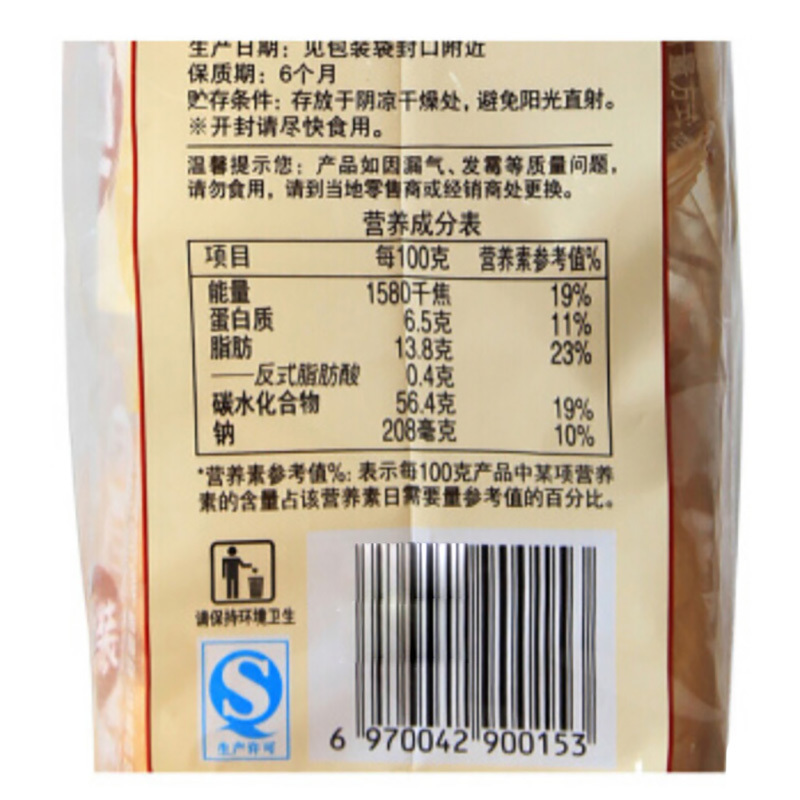 生产日期：见包装袋封口附近
保质期：6个月
贮存条件：存放于阴凉干燥处，避免阳光直射。
※开封请尽快食用。
温馨提示您：产品如因漏气、发霉等质量问题，
请勿食用，请到当地零售商或经销商处更换。
营养成分表
项目 每100克 营养素参考值%
能量 1580千焦 19%
蛋白质 6.5克 11%
脂肪 13.8克 23%
——反式脂肪酸 0.4克
碳水化合物 56.4克 19%
钠 208毫克 10%
*营养素参考值%：表示每100克产品中某项营养
素的含量占该营养素日需要量参考值的百分比。
请保持环境卫生
生产许可
6 970042 900153